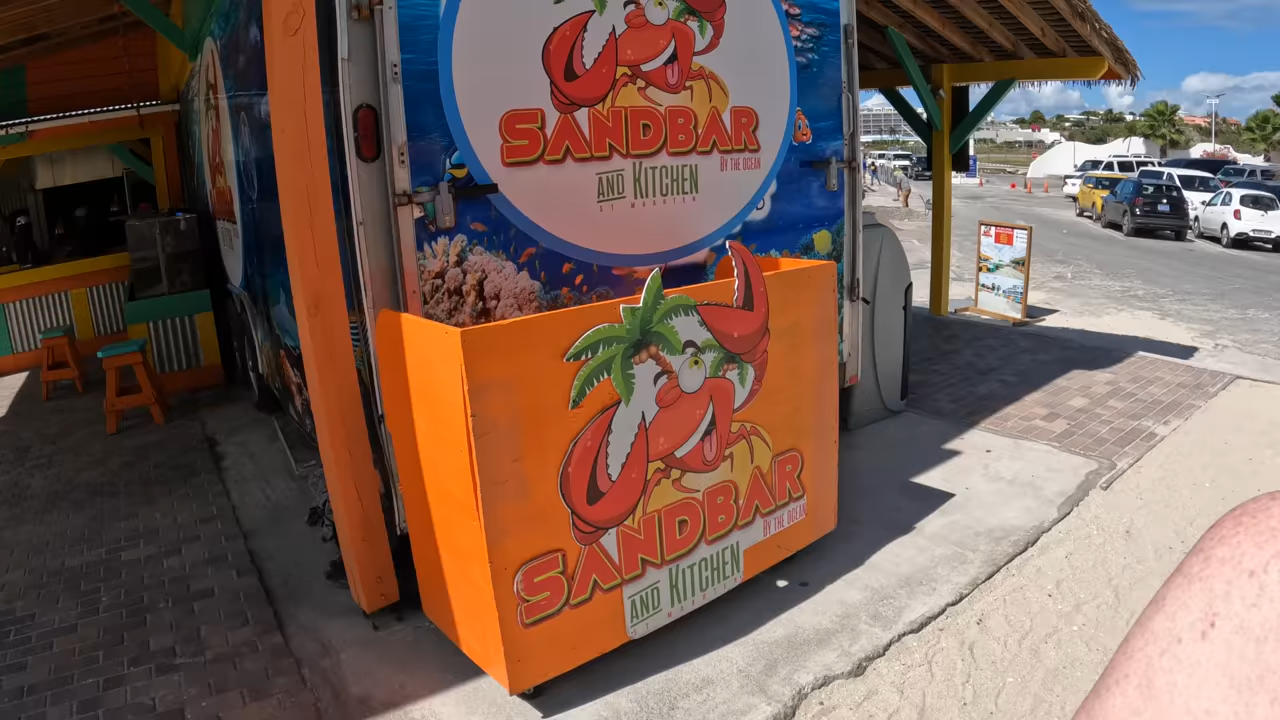 SANDBAR
BY THE OCEAN
AND KITCHEN
ST MAARTEN
SANDBAR
BY THE OCEAN
AND KITCHEN
ST MAARTEN